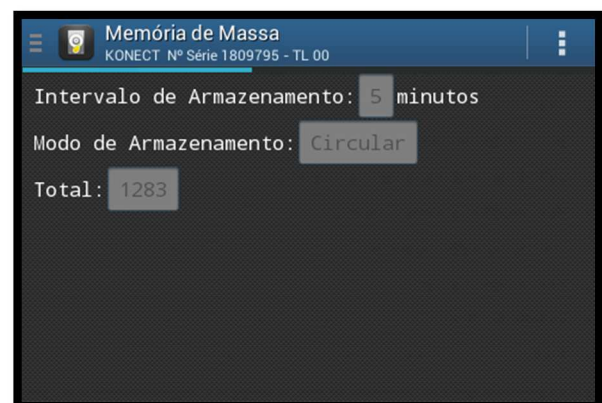 Memória de Massa
KONECT Nº Série 1809795 - TL 00
Intervalo de Armazenamento: 5 minutos
Modo de Armazenamento: Circular
Total: 1283